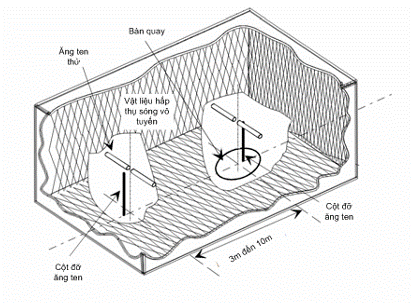 Bàn quay
Ăng ten
thử
Vật liệu hấp
thụ sóng vô
tuyến
Cột đỡ
ăng ten
Cột đỡ
ăng ten
3m đến 10m